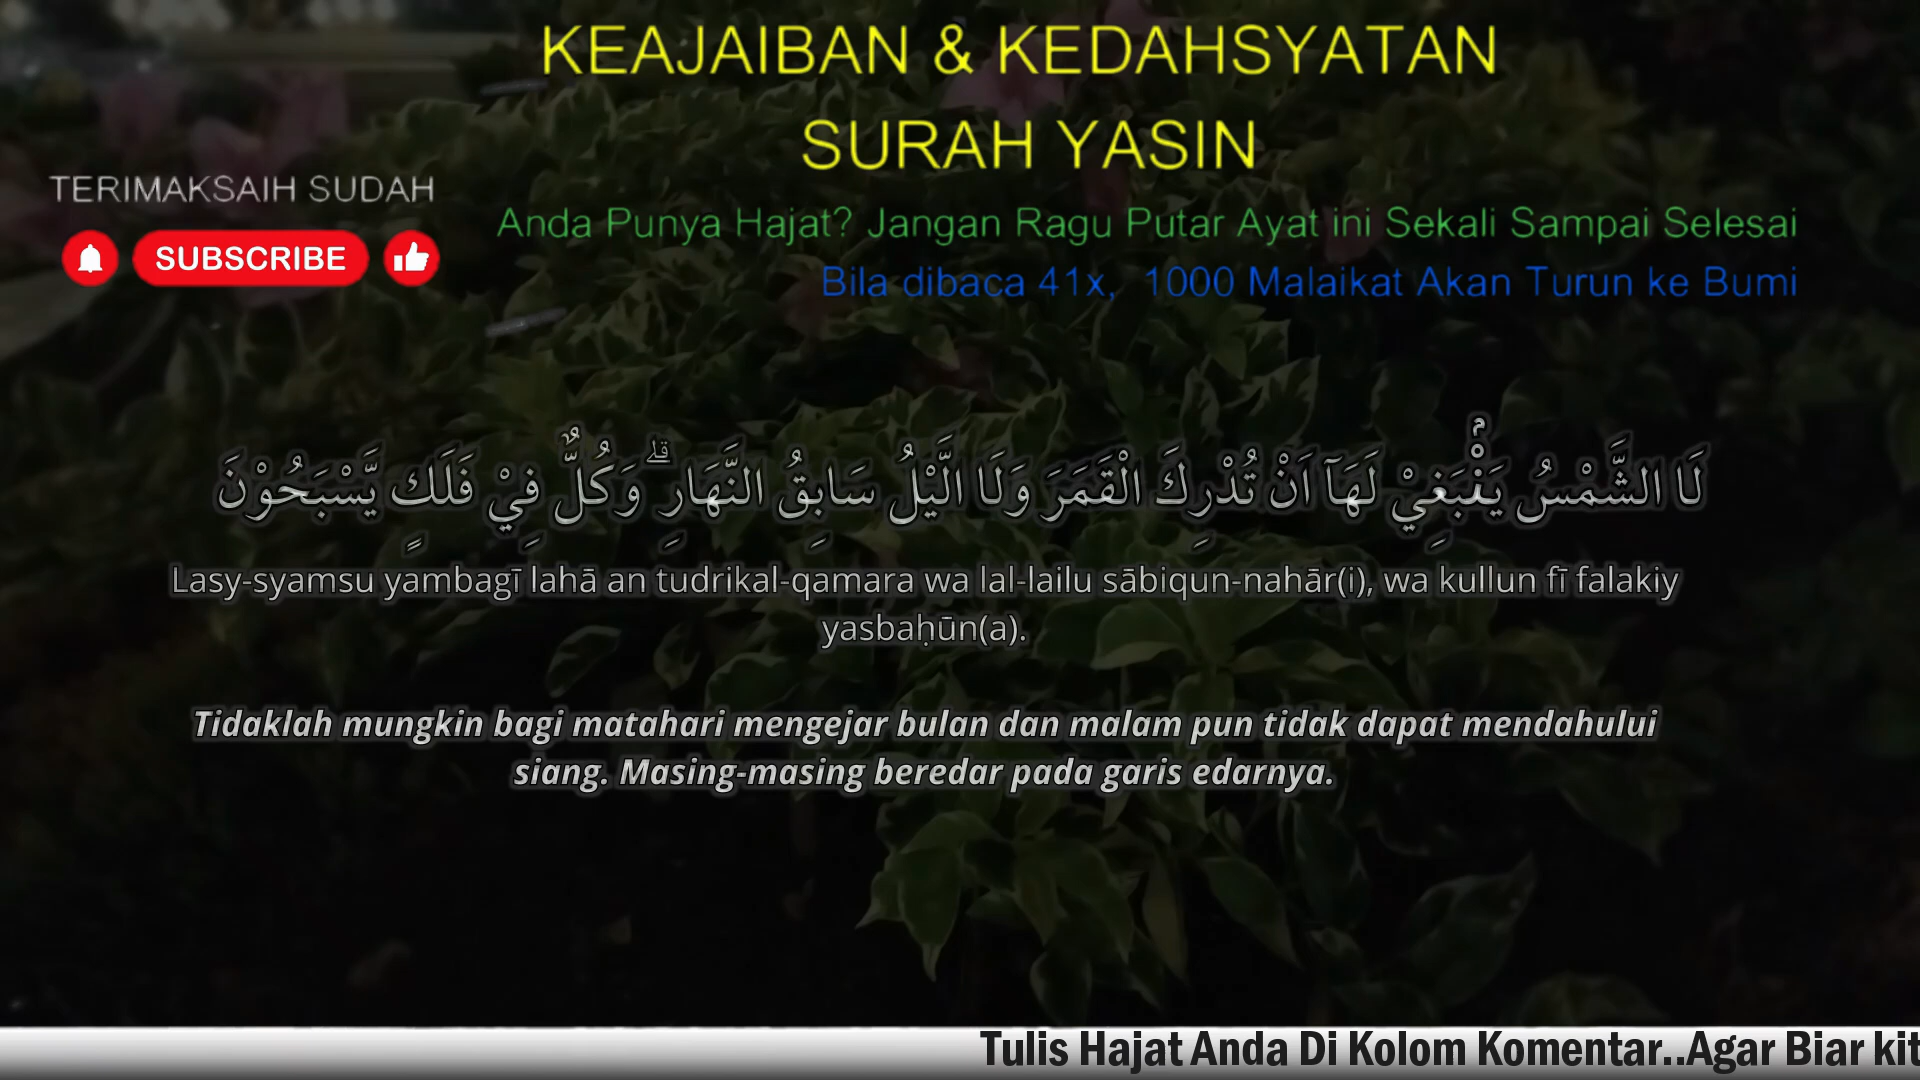 KEAJAIBAN & KEDAHSYATAN
SURAH YASIN
TERIMAKSAIH SUDAH
SUBSCRIBE
Anda Punya Hajat? Jangan Ragu Putar Ayat ini Sekali Sampai Selesai
Bila dibaca 41x, 1000 Malaikat Akan Turun ke Bumi
لَا الشَّمْسُ يَنْۢبَغِيْ لَهَآ اَنْ تُدْرِكَ الْقَمَرَ وَلَا الَّيْلُ سَابِقُ النَّهَارِ ۗوَكُلٌّ فِيْ فَلَكٍ يَّسْبَحُوْنَ
Lasy-syamsu yambagī lahā an tudrikal-qamara wa lal-lailu sābiqun-nahār(i), wa kullun fī falakiy
yasbaḥūn(a).
Tidaklah mungkin bagi matahari mengejar bulan dan malam pun tidak dapat mendahului
siang. Masing-masing beredar pada garis edarnya.
Tulis Hajat Anda Di Kolom Komentar..Agar Biar kit